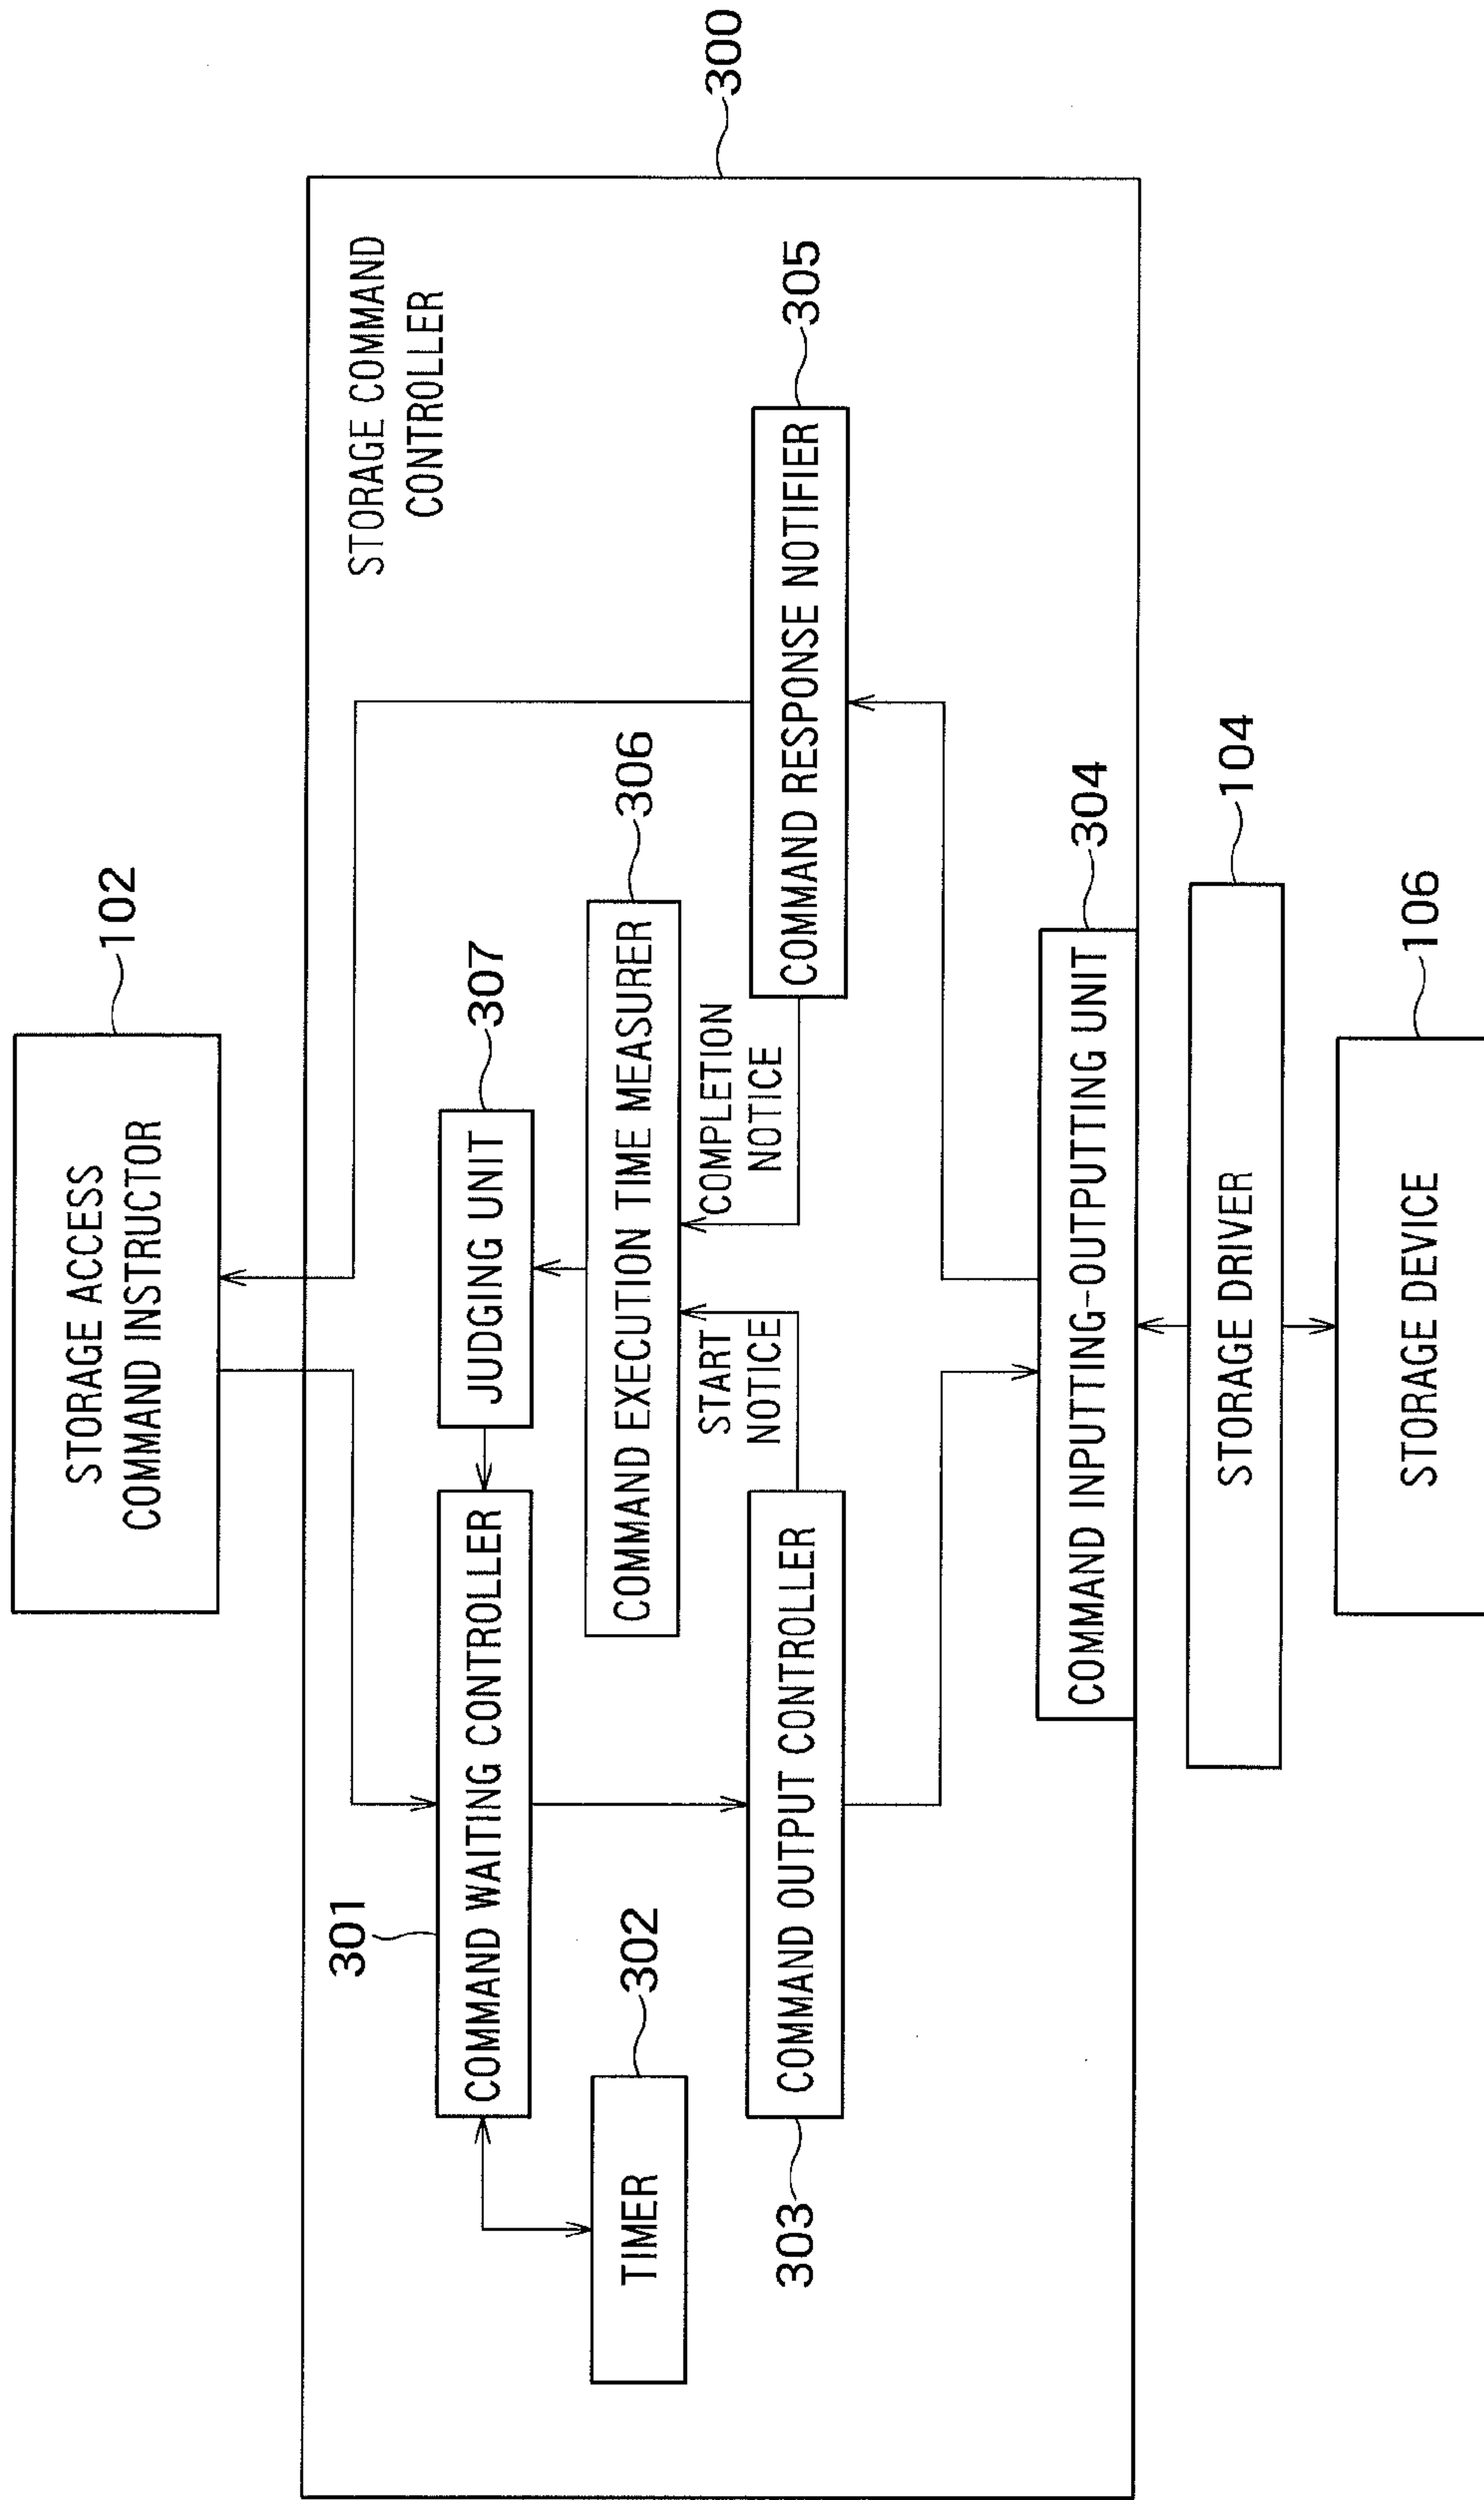 102
STORAGE ACCESS
COMMAND INSTRUCTOR
300
STORAGE COMMAND
CONTROLLER
301
COMMAND WAITING CONTROLLER
307
JUDGING UNIT
302
TIMER
306
COMMAND EXECUTION TIME MEASURER
START
NOTICE
COMPLETION
NOTICE
303
COMMAND OUTPUT CONTROLLER
305
COMMAND RESPONSE NOTIFIER
304
COMMAND INPUTTING-OUTPUTTING UNIT
104
STORAGE DRIVER
106
STORAGE DEVICE